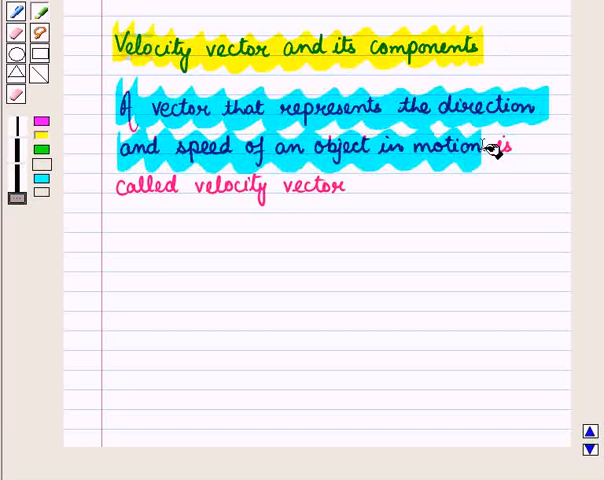 Velocity vector and its components
A vector that represents the direction
and speed of an object in motion is
called velocity vector